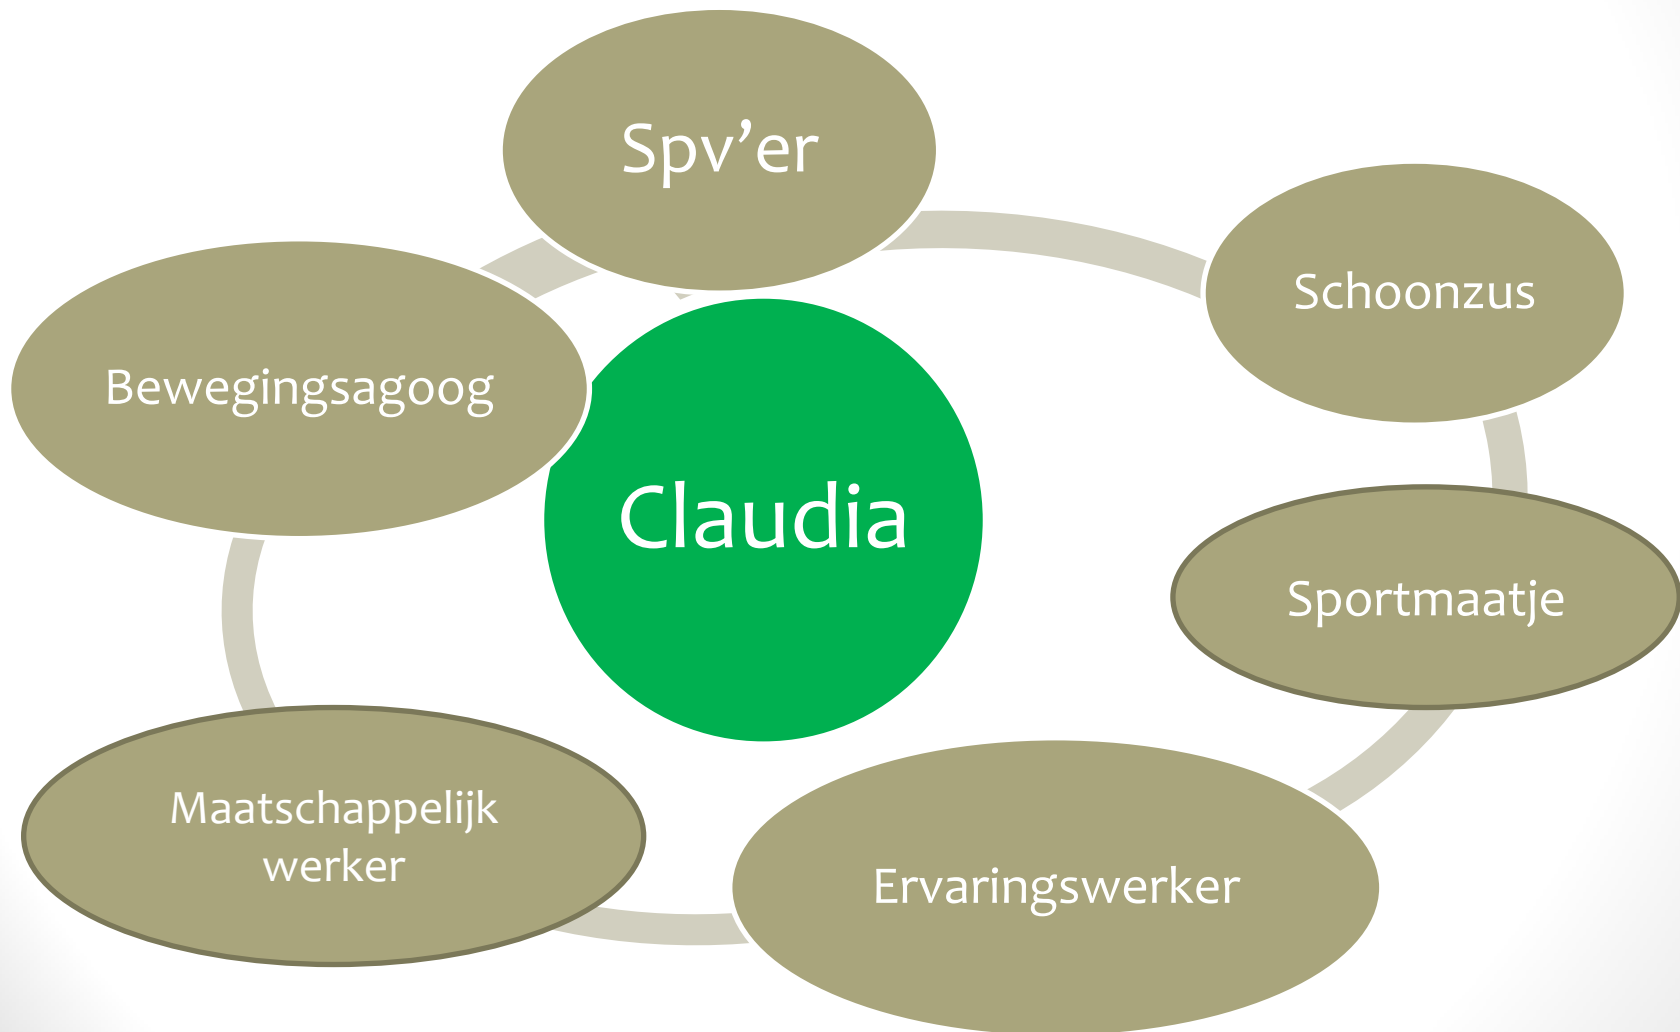 Spv’er
Schoonzus
Bewegingsagoog
Claudia
Sportmaatje
Maatschappelijk
werker
Ervaringswerker